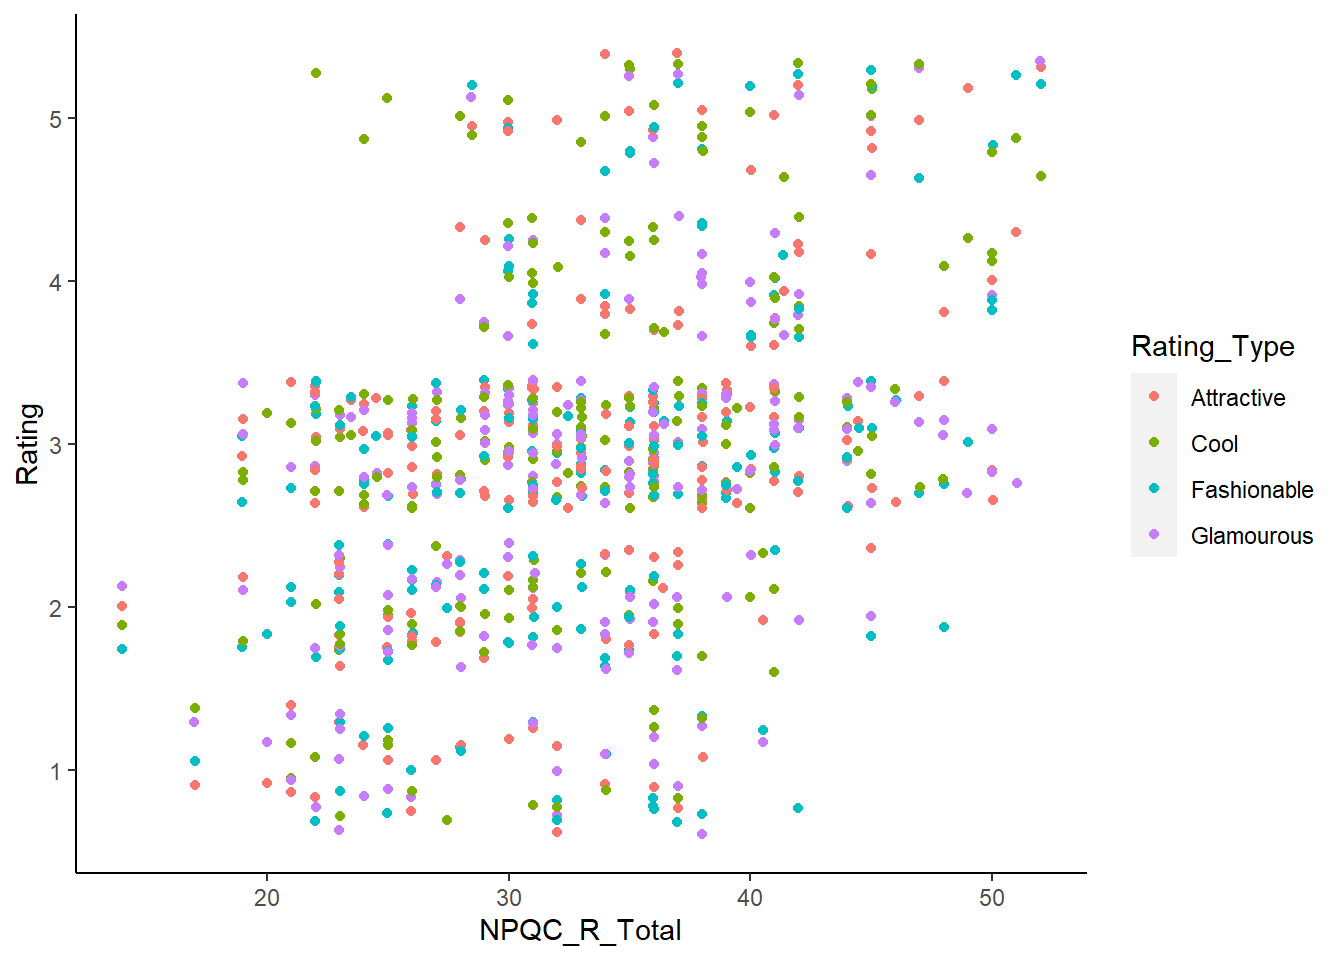 5
4
3
2
1
Rating
20
30
40
50
NPQC_R_Total
Rating_Type
Attractive
Cool
Fashionable
Glamourous